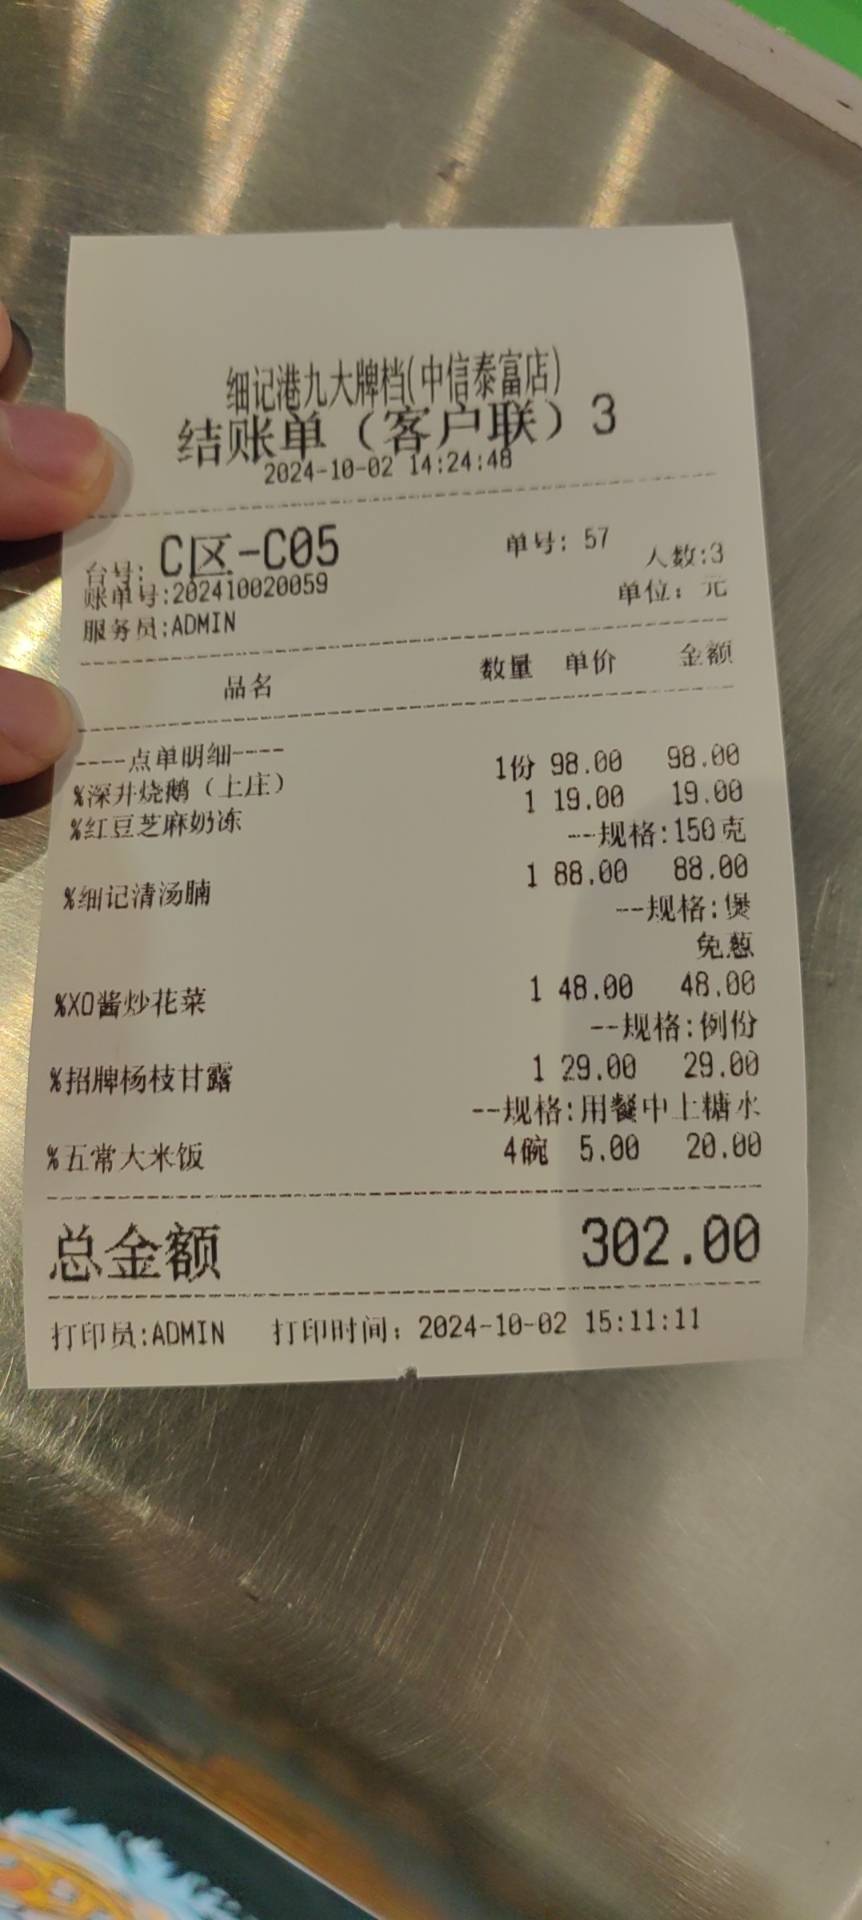 细记港九大牌档(中信泰富店)
结账单（客户联）3
2024-10-02 14:24:48
台号: C区-C05 单号: 57
人数:3
账单号:202410020059 单位: 元
服务员:ADMIN
品名 数量 单价 金额
----点单明细----
%深井烧鹅（上庄） 1份 98.00 98.00
%红豆芝麻奶冻 1 19.00 19.00
--规格:150克
%细记清汤腩 1 88.00 88.00
--规格:煲
免葱
%XO酱炒花菜 1 48.00 48.00
--规格:例份
%招牌杨枝甘露 1 29.00 29.00
--规格:用餐中上糖水
%五常大米饭 4碗 5.00 20.00
总金额 302.00
打印员:ADMIN 打印时间: 2024-10-02 15:11:11